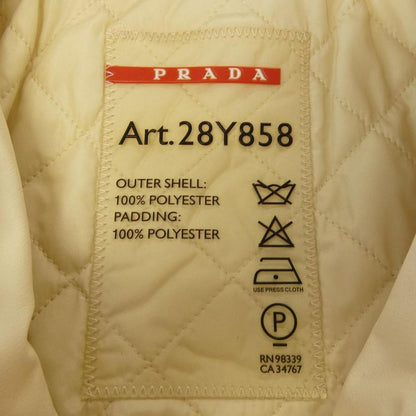 PRADA
Art. 28Y858
OUTER SHELL:
100% POLYESTER
PADDING:
100% POLYESTER
USE PRESS CLOTH
P
RN 98339
CA 34767